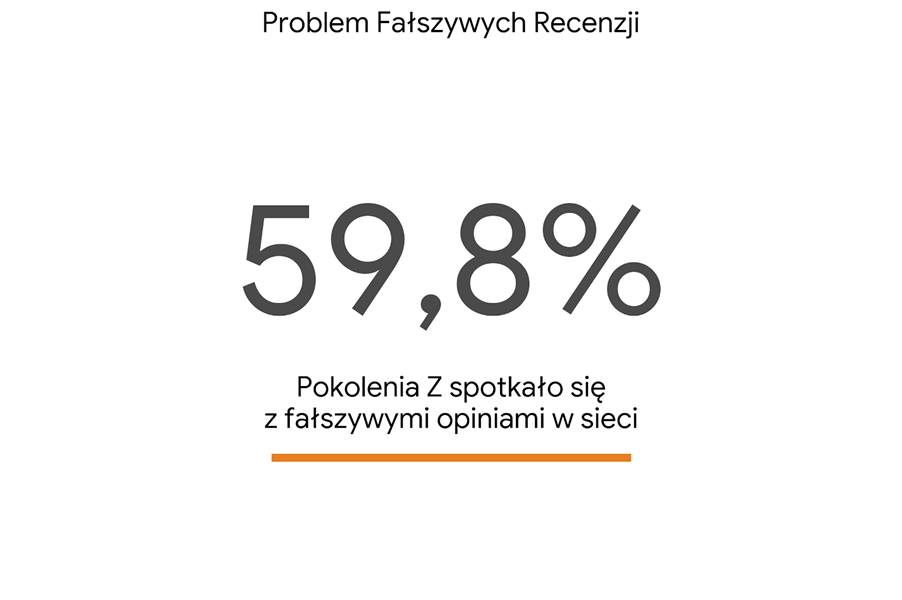 Problem Fałszywych Recenzji
59,8%
Pokolenia Z spotkało się
z fałszywymi opiniami w sieci